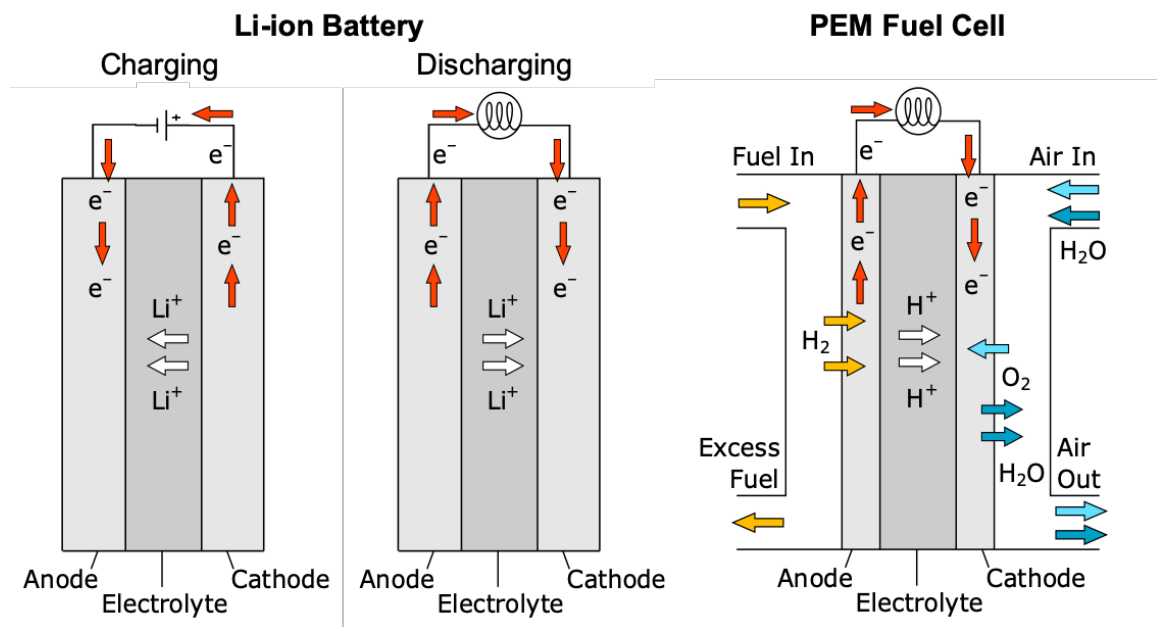 Li-ion Battery
PEM Fuel Cell
Charging
Discharging
+
e⁻
e⁻
e⁻
e⁻
Li⁺
Li⁺
Anode
Electrolyte
Cathode
e⁻
e⁻
e⁻
e⁻
Li⁺
Li⁺
Anode
Electrolyte
Cathode
Fuel In
e⁻
Air In
e⁻
H₂O
e⁻
e⁻
H⁺
H₂
O₂
H⁺
Excess
Fuel
H₂O
Air
Out
Anode
Electrolyte
Cathode